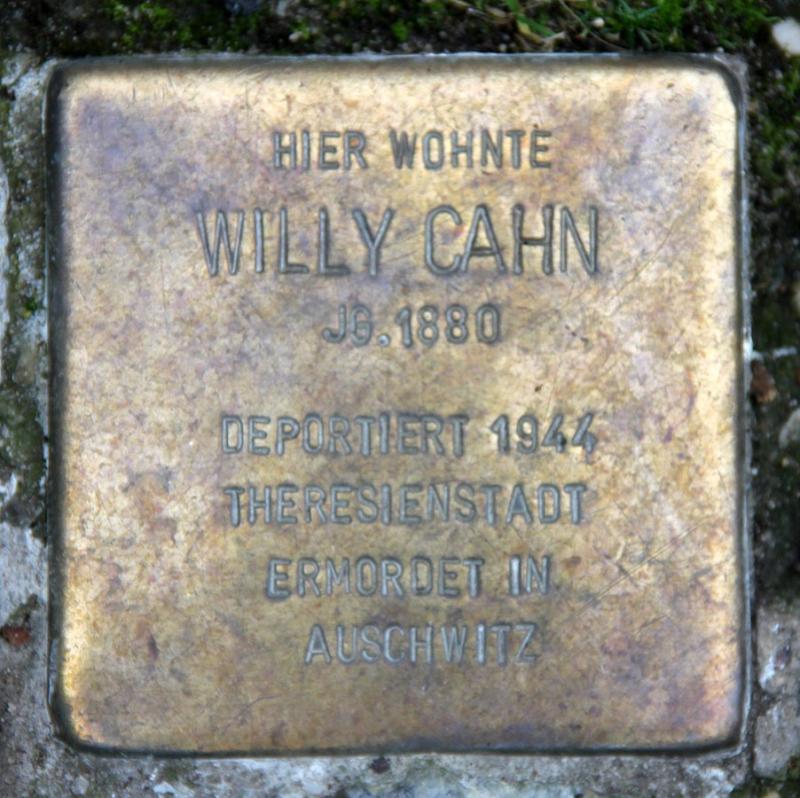 HIER WOHNTE
WILLY CAHN
JG. 1880
DEPORTIERT 1944
THERESIENSTADT
ERMORDET IN
AUSCHWITZ